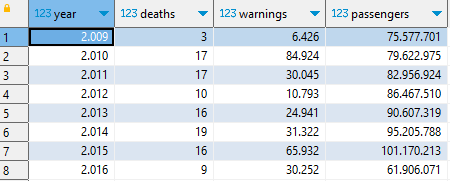 123 year 123 deaths 123 warnings 123 passengers
1 2.009 3 6.426 75.577.701
2 2.010 17 84.924 79.622.975
3 2.011 17 30.045 82.956.924
4 2.012 10 10.793 86.467.510
5 2.013 16 24.941 90.607.319
6 2.014 19 31.322 95.205.788
7 2.015 16 65.932 101.170.213
8 2.016 9 30.252 61.906.071